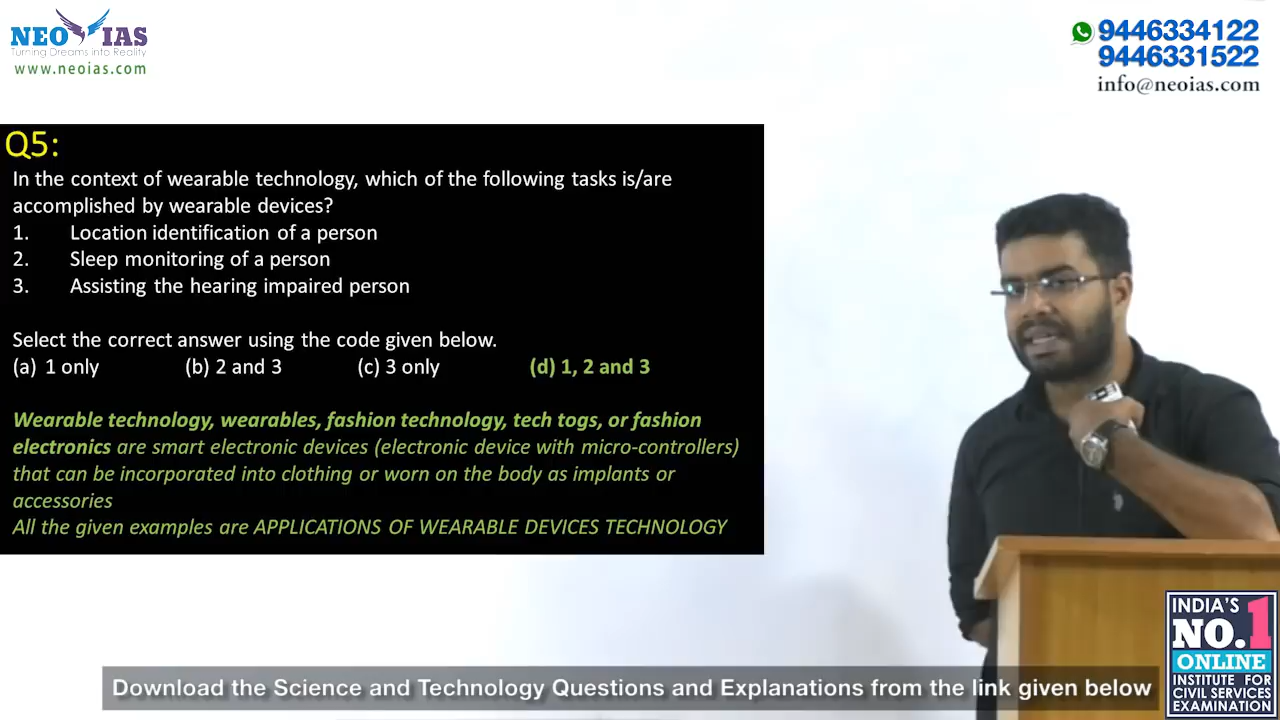 NEO IAS
Turning Dreams into Reality
www.neoias.com
9446334122
9446331522
info@neoias.com
Q5:
In the context of wearable technology, which of the following tasks is/are
accomplished by wearable devices?
1. Location identification of a person
2. Sleep monitoring of a person
3. Assisting the hearing impaired person
Select the correct answer using the code given below.
(a) 1 only (b) 2 and 3 (c) 3 only (d) 1, 2 and 3
Wearable technology, wearables, fashion technology, tech togs, or fashion
electronics are smart electronic devices (electronic device with micro-controllers)
that can be incorporated into clothing or worn on the body as implants or
accessories
All the given examples are APPLICATIONS OF WEARABLE DEVICES TECHNOLOGY
INDIA'S
NO.1
ONLINE
INSTITUTE FOR
CIVIL SERVICES
EXAMINATION
Download the Science and Technology Questions and Explanations from the link given below